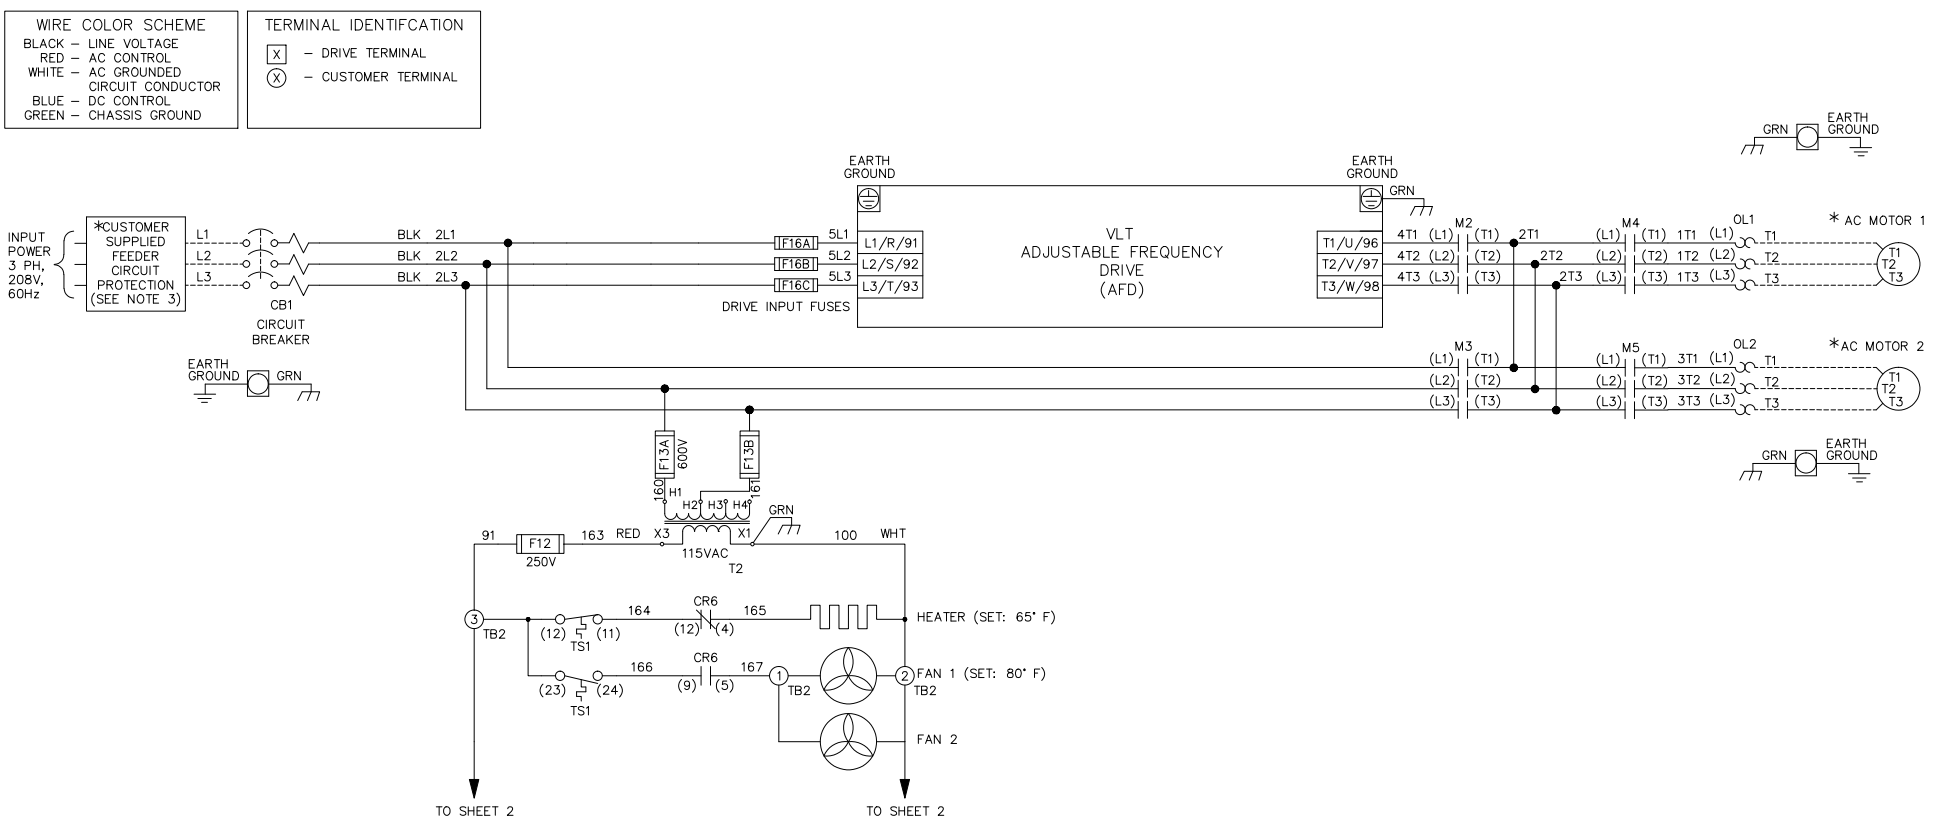 WIRE COLOR SCHEME
BLACK – LINE VOLTAGE
RED – AC CONTROL
WHITE – AC GROUNDED
CIRCUIT CONDUCTOR
BLUE – DC CONTROL
GREEN – CHASSIS GROUND
TERMINAL IDENTIFCATION
X – DRIVE TERMINAL
X – CUSTOMER TERMINAL
EARTH
GROUND
GRN
EARTH
GROUND
EARTH
GROUND
GRN
INPUT
POWER
3 PH,
208V,
60Hz
*CUSTOMER
SUPPLIED
FEEDER
CIRCUIT
PROTECTION
(SEE NOTE 3)
L1
L2
L3
CB1
CIRCUIT
BREAKER
BLK 2L1
BLK 2L2
BLK 2L3
F16A 5L1
F16B 5L2
F16C 5L3
DRIVE INPUT FUSES
L1/R/91
L2/S/92
L3/T/93
VLT
ADJUSTABLE FREQUENCY
DRIVE
(AFD)
T1/U/96
T2/V/97
T3/W/98
M2
4T1 (L1) (T1) 2T1
4T2 (L2) (T2) 2T2
4T3 (L3) (T3) 2T3
M4
(L1) (T1) 1T1 (L1)
(L2) (T2) 1T2 (L2)
(L3) (T3) 1T3 (L3)
OL1
T1
T2
T3
* AC MOTOR 1
T1
T2
T3
EARTH
GROUND
GRN
M3
(L1) (T1)
(L2) (T2)
(L3) (T3)
M5
(L1) (T1) 3T1 (L1)
(L2) (T2) 3T2 (L2)
(L3) (T3) 3T3 (L3)
OL2
T1
T2
T3
*AC MOTOR 2
T1
T2
T3
GRN
EARTH
GROUND
F13A
600V
F13B
160
161
H1
H2
H3
H4
GRN
91
F12
250V
163
RED
X3
X1
115VAC
T2
100
WHT
3
TB2
(12) (11)
TS1
164
CR6
(12) (4)
165
HEATER (SET: 65° F)
(23) (24)
TS1
166
CR6
(9) (5)
167
1
TB2
2
TB2
FAN 1 (SET: 80° F)
FAN 2
TO SHEET 2
TO SHEET 2